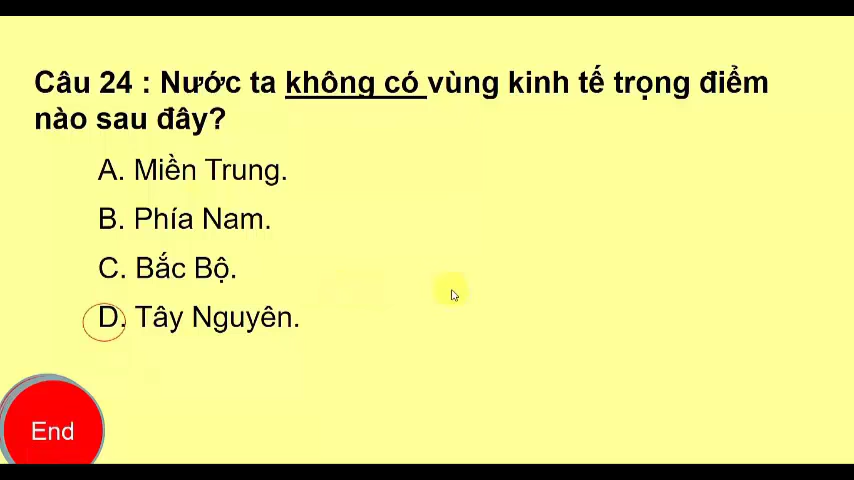 Câu 24 : Nước ta không có vùng kinh tế trọng điểm
nào sau đây?
A. Miền Trung.
B. Phía Nam.
C. Bắc Bộ.
D. Tây Nguyên.
End